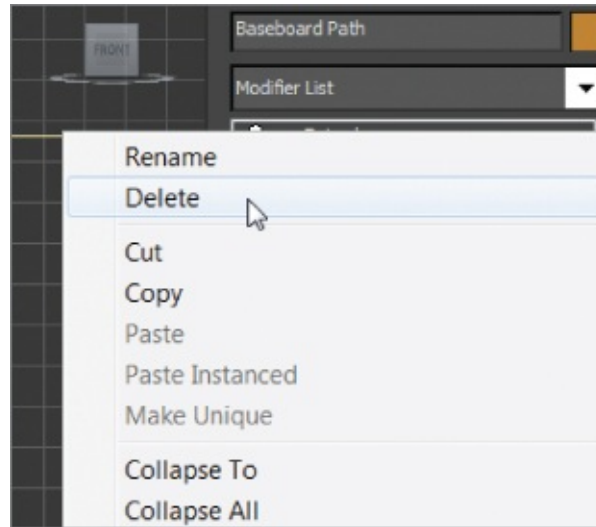 Baseboard Path
FRONT
Modifier List
Rename
Delete
Cut
Copy
Paste
Paste Instanced
Make Unique
Collapse To
Collapse All